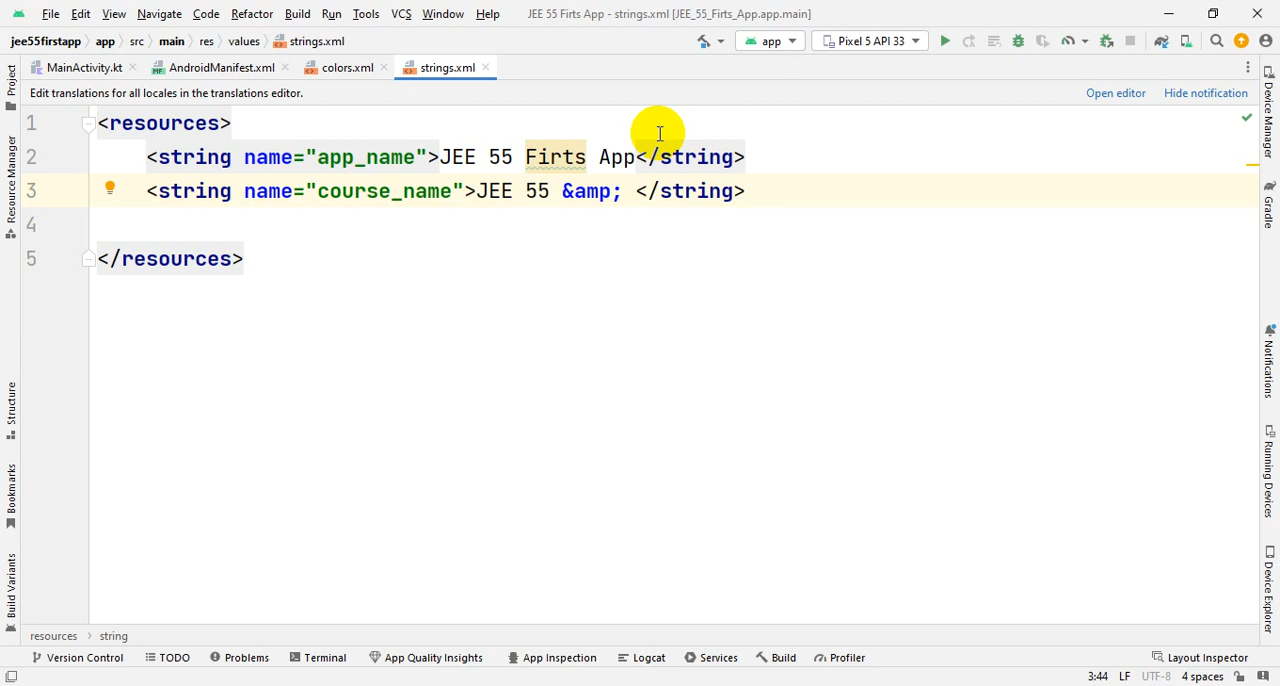 File Edit View Navigate Code Refactor Build Run Tools VCS Window Help JEE 55 Firts App - strings.xml [JEE_55_Firts_App.app.main]
jee55firstapp app src main res values strings.xml app Pixel 5 API 33
MainActivity.kt AndroidManifest.xml colors.xml strings.xml
Edit translations for all locales in the translations editor. Open editor Hide notification
1 <resources>
2 <string name="app_name">JEE 55 Firts App</string>
3 <string name="course_name">JEE 55 &amp; </string>
4
5 </resources>
Project
Resource Manager
Structure
Bookmarks
Build Variants
Device Manager
Gradle
Notifications
Running Devices
Device Explorer
resources > string
Version Control TODO Problems Terminal App Quality Insights App Inspection Logcat Services Build Profiler Layout Inspector
3:44 LF UTF-8 4 spaces